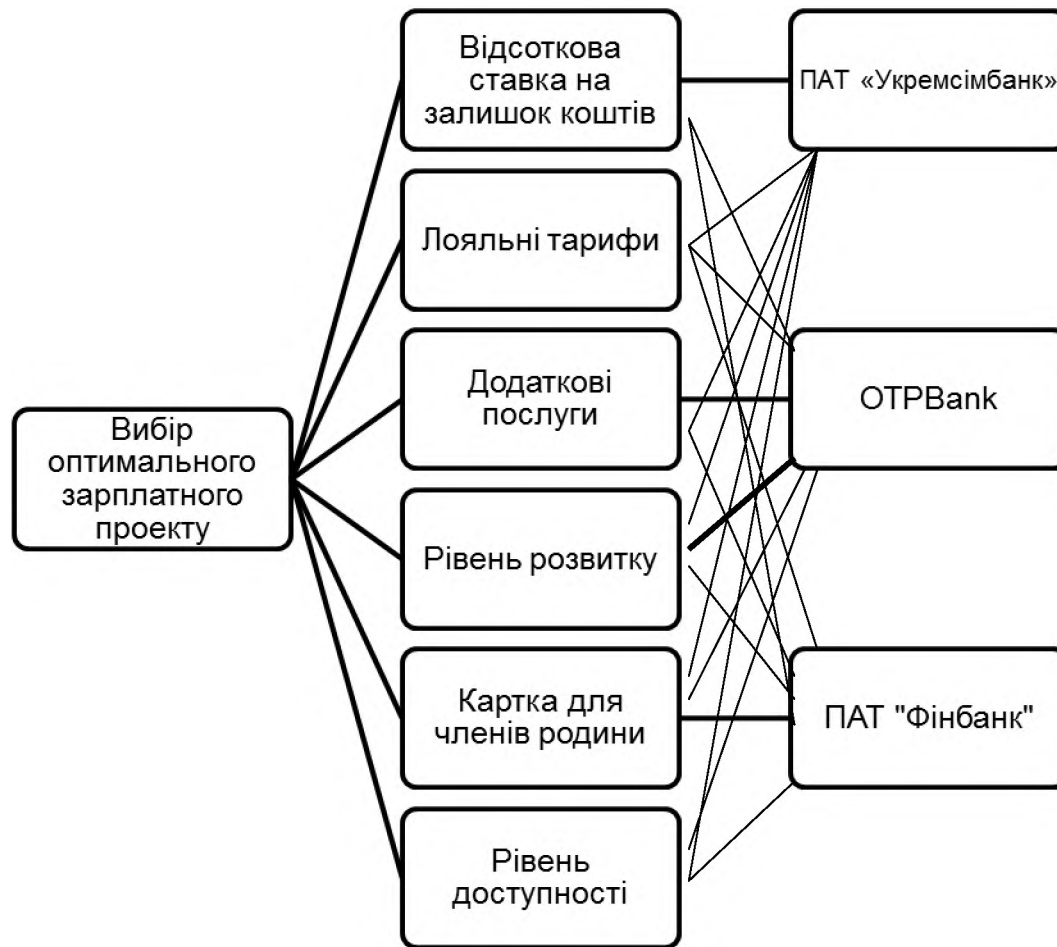 Вибір
оптимального
зарплатного
проекту
Відсоткова
ставка на
залишок коштів
Лояльні тарифи
Додаткові
послуги
Рівень розвитку
Картка для
членів родини
Рівень
доступності
ПАТ «Укремсімбанк»
OTPBank
ПАТ "Фінбанк"